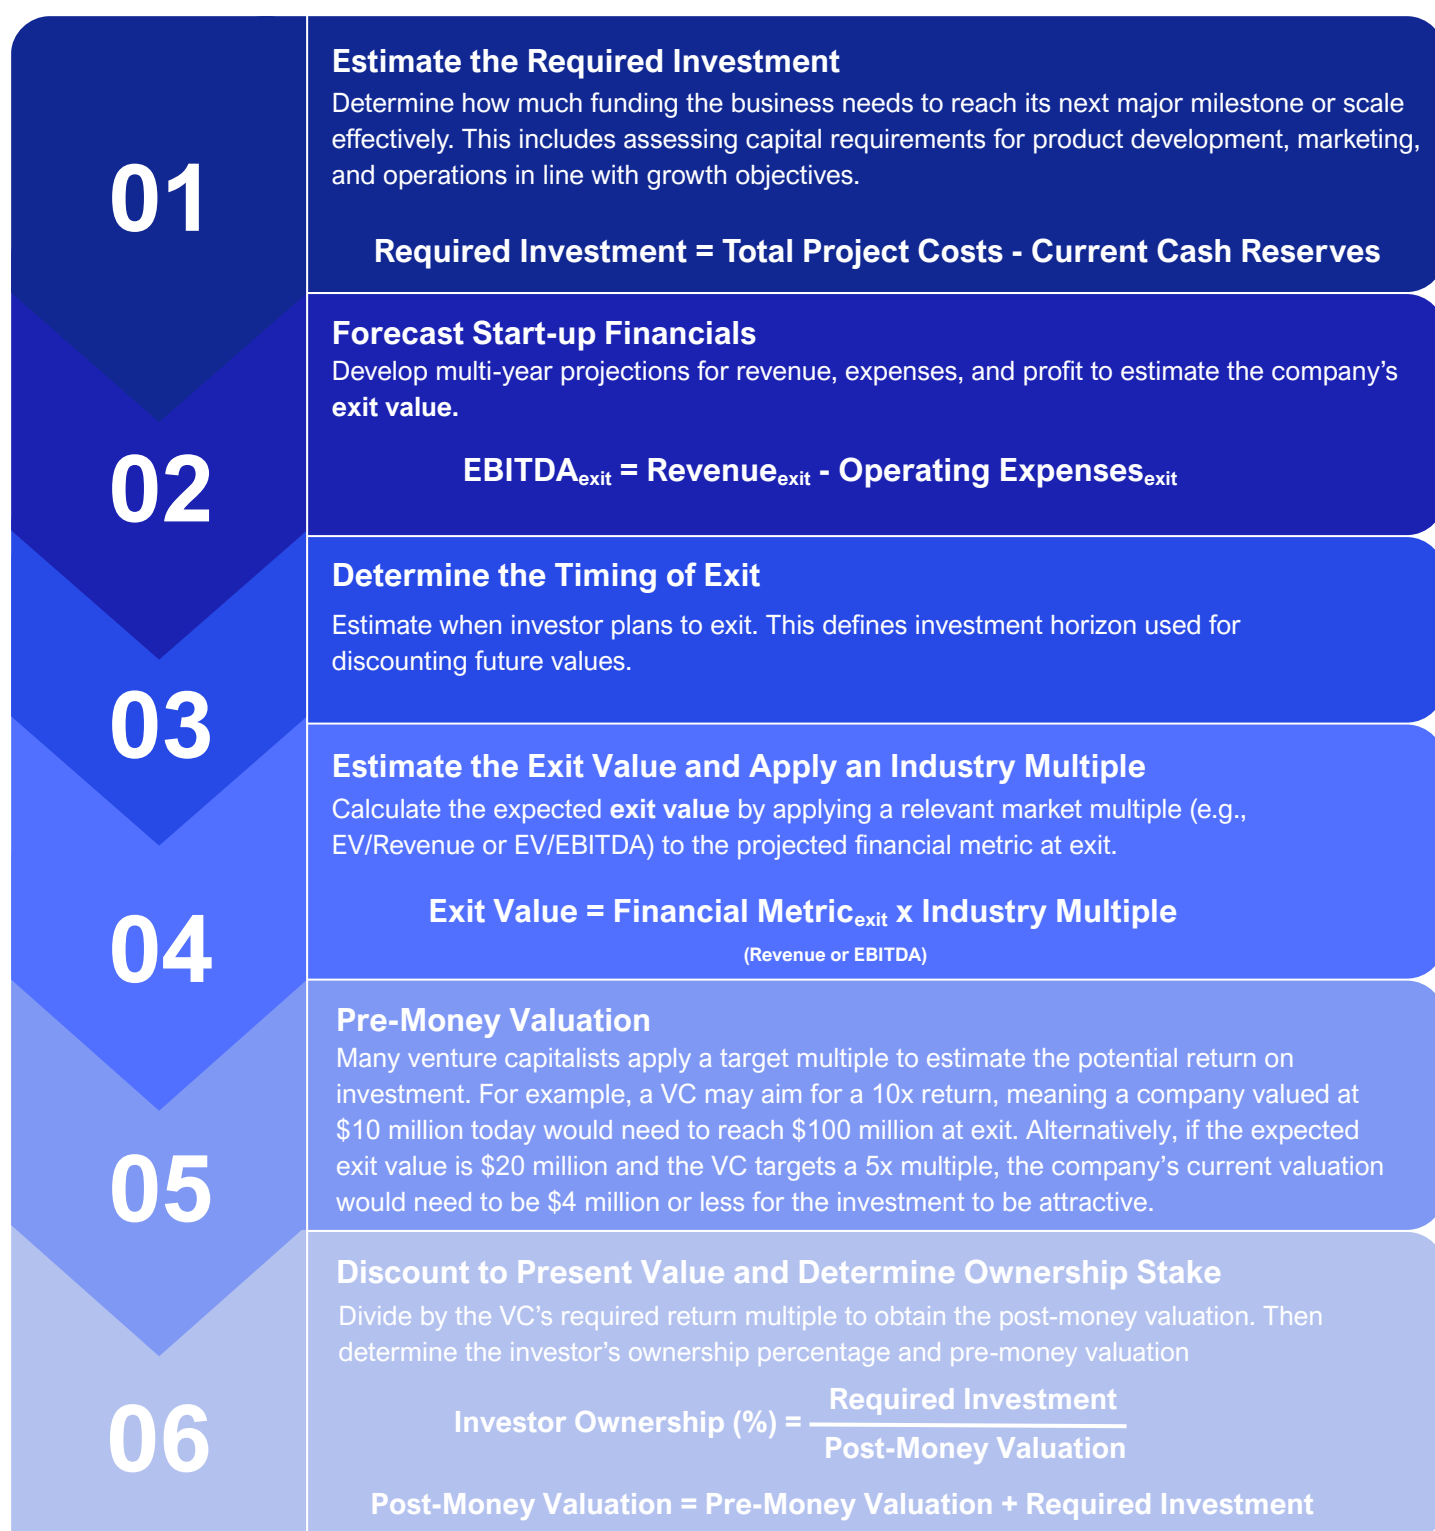 01
Estimate the Required Investment
Determine how much funding the business needs to reach its next major milestone or scale
effectively. This includes assessing capital requirements for product development, marketing,
and operations in line with growth objectives.
Required Investment = Total Project Costs - Current Cash Reserves
02
Forecast Start-up Financials
Develop multi-year projections for revenue, expenses, and profit to estimate the company’s
exit value.
EBITDAexit = Revenueexit - Operating Expensesexit
03
Determine the Timing of Exit
Estimate when investor plans to exit. This defines investment horizon used for
discounting future values.
04
Estimate the Exit Value and Apply an Industry Multiple
Calculate the expected exit value by applying a relevant market multiple (e.g.,
EV/Revenue or EV/EBITDA) to the projected financial metric at exit.
Exit Value = Financial Metricexit x Industry Multiple
(Revenue or EBITDA)
05
Pre-Money Valuation
Many venture capitalists apply a target multiple to estimate the potential return on
investment. For example, a VC may aim for a 10x return, meaning a company valued at
$10 million today would need to reach $100 million at exit. Alternatively, if the expected
exit value is $20 million and the VC targets a 5x multiple, the company’s current valuation
would need to be $4 million or less for the investment to be attractive.
06
Discount to Present Value and Determine Ownership Stake
Divide by the VC’s required return multiple to obtain the post-money valuation. Then
determine the investor’s ownership percentage and pre-money valuation
Required Investment
Investor Ownership (%) =
Post-Money Valuation
Post-Money Valuation = Pre-Money Valuation + Required Investment